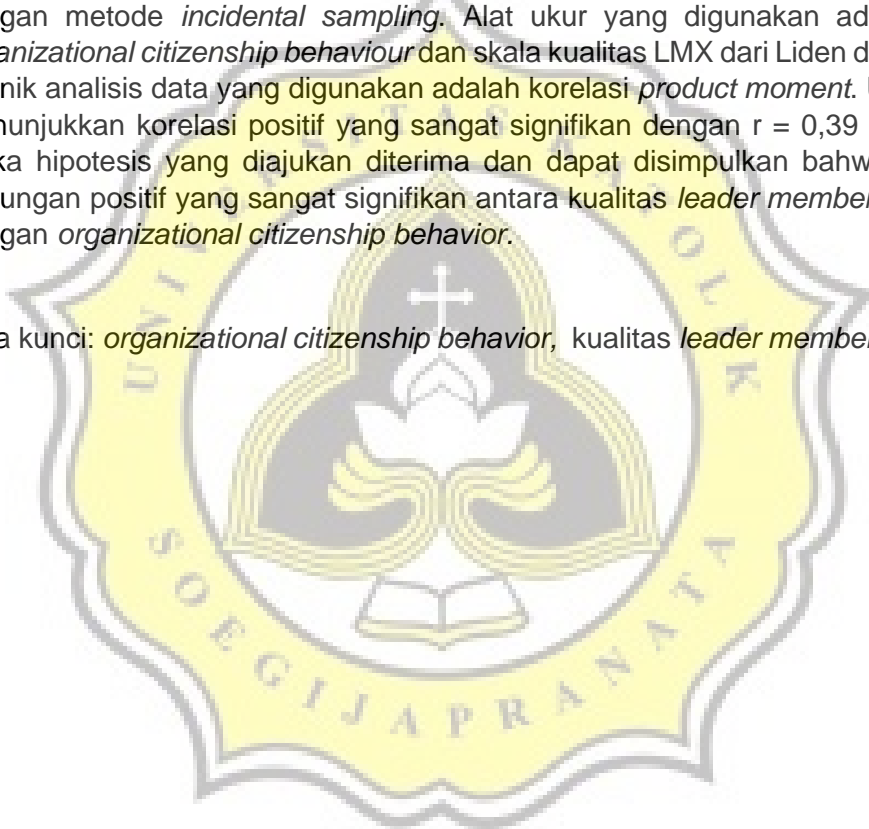 gan metode incidental sampling. Alat ukur yang digunakan ad
anizational citizenship behaviour dan skala kualitas LMX dari Liden d
nik analisis data yang digunakan adalah korelasi product moment. U
nunjukkan korelasi positif yang sangat signifikan dengan r = 0,39
ka hipotesis yang diajukan diterima dan dapat disimpulkan bahw
ungan positif yang sangat signifikan antara kualitas leader member
gan organizational citizenship behavior.
a kunci: organizational citizenship behavior, kualitas leader member
UNIVERSITAS KATOLIK
SOEGIJAPRANATA